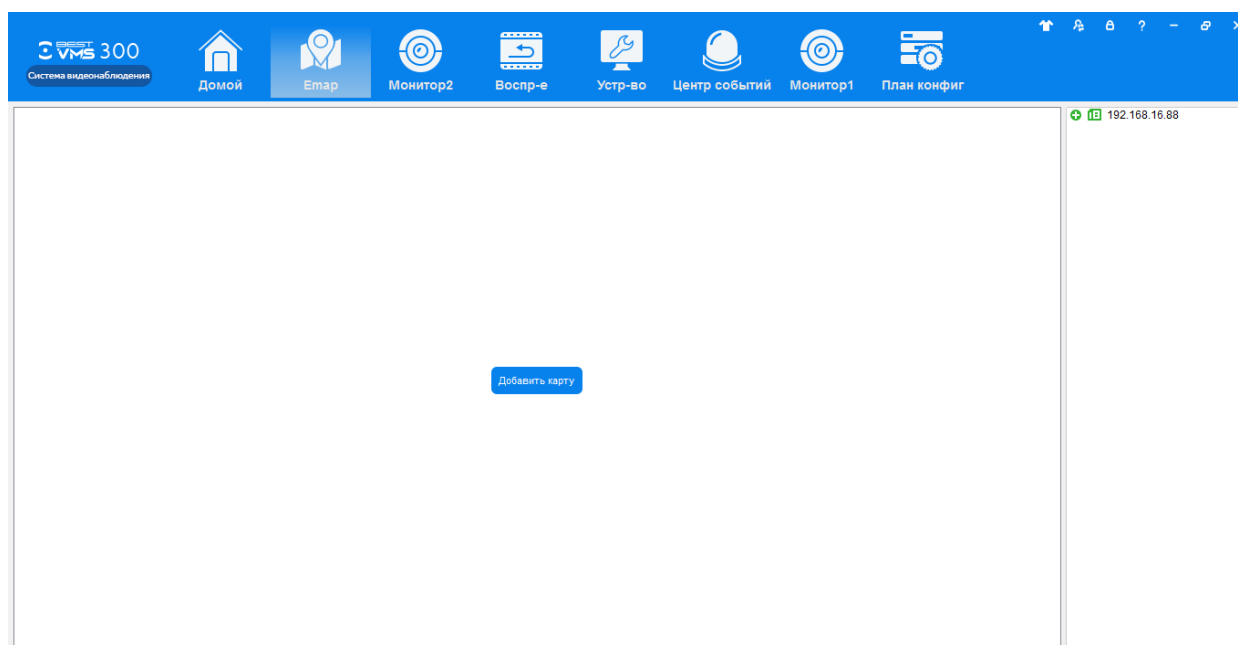 BEST
VMS 300
Система видеонаблюдения
Домой
Emap
Монитор2
Воспр-е
Устр-во
Центр событий
Монитор1
План конфиг
?
192.168.16.88
Добавить карту